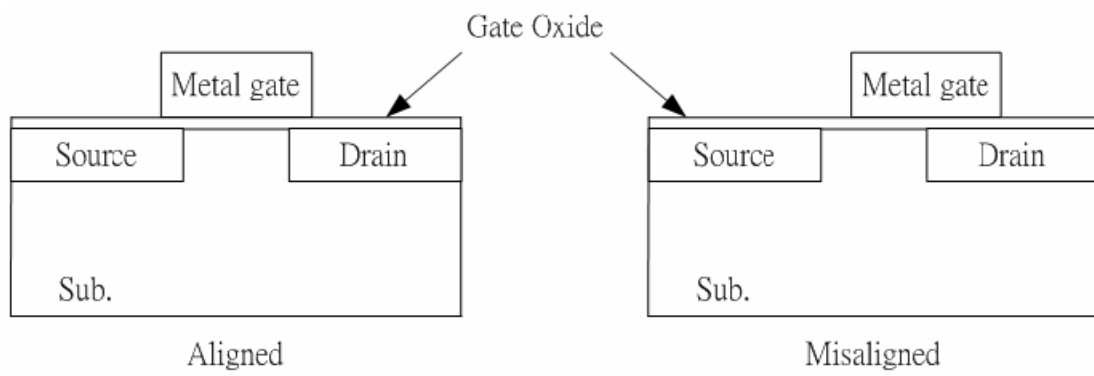 Gate Oxide
Metal gate
Metal gate
Source
Drain
Source
Drain
Sub.
Sub.
Aligned
Misaligned